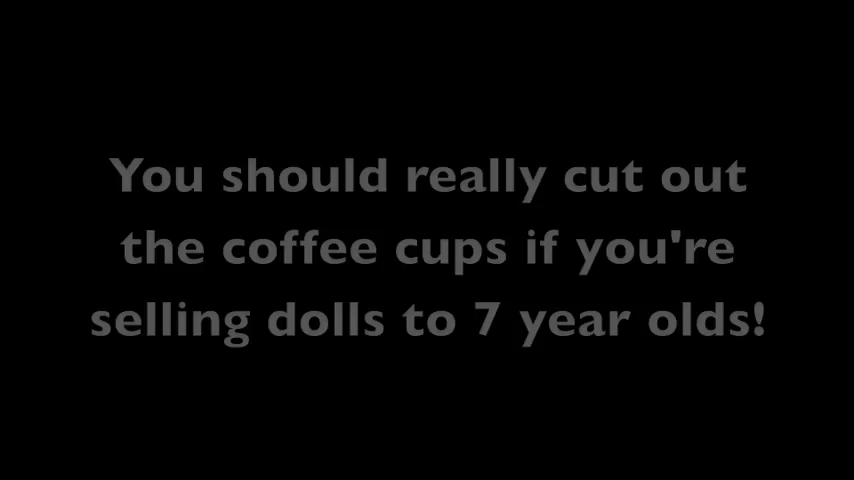 You should really cut out
the coffee cups if you're
selling dolls to 7 year olds!